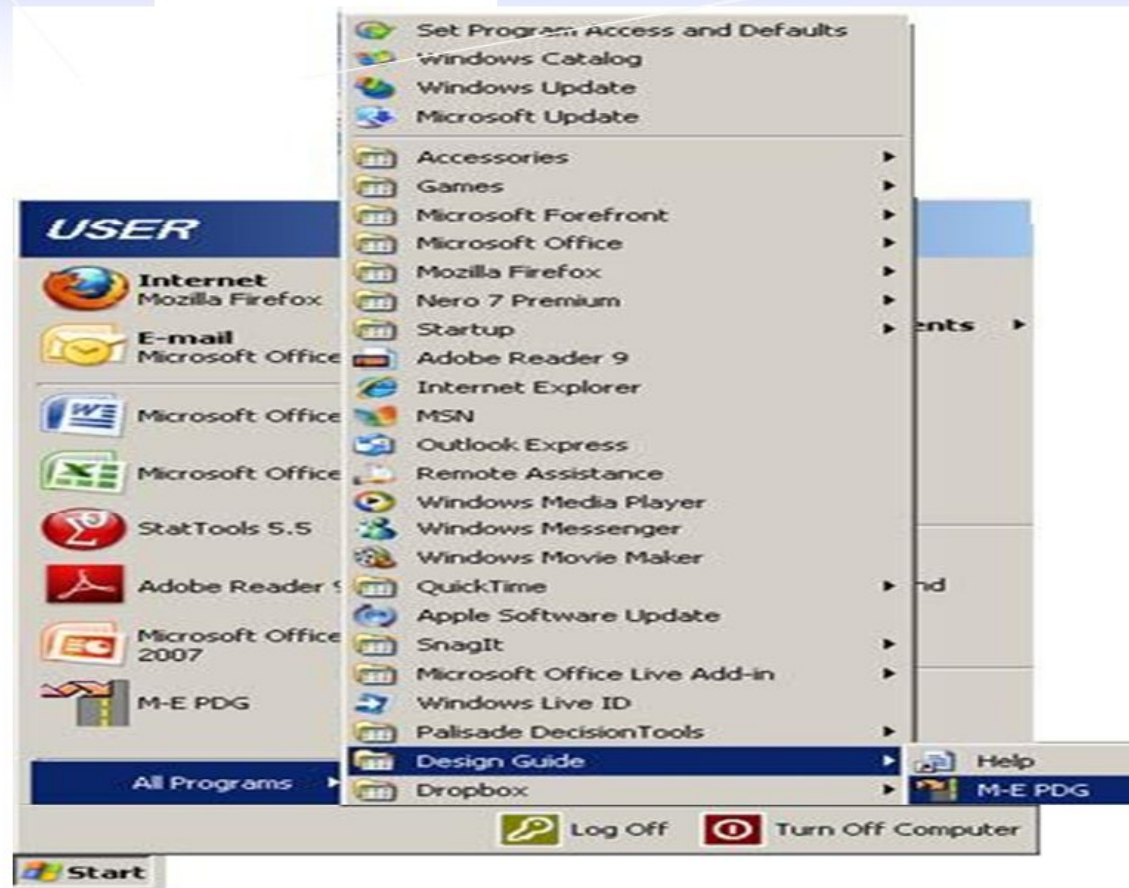 Set Program Access and Defaults
Windows Catalog
Windows Update
Microsoft Update
Accessories
Games
Microsoft Forefront
Microsoft Office
Mozilla Firefox
Nero 7 Premium
Startup
Adobe Reader 9
Internet Explorer
MSN
Outlook Express
Remote Assistance
Windows Media Player
Windows Messenger
Windows Movie Maker
QuickTime
Apple Software Update
SnagIt
Microsoft Office Live Add-in
Windows Live ID
Palisade DecisionTools
Design Guide
Dropbox
Help
M-E PDG
USER
Internet
Mozilla Firefox
E-mail
Microsoft Office
Microsoft Office
Microsoft Office
StatTools 5.5
Adobe Reader
Microsoft Office
2007
M-E PDG
All Programs
ents
nd
Log Off
Turn Off Computer
Start